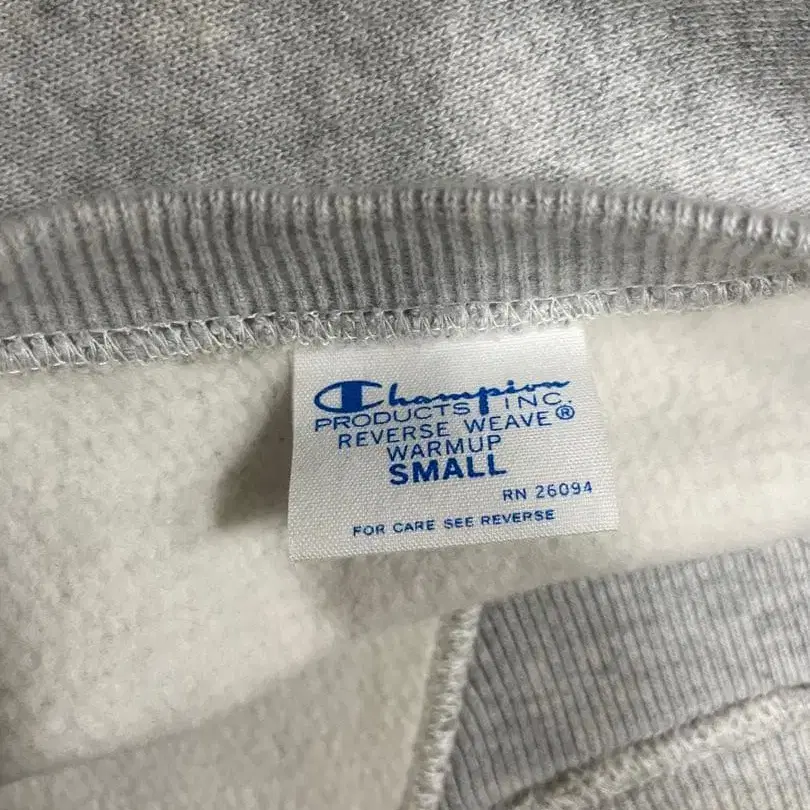 Champion
PRODUCTS INC.
REVERSE WEAVE®
WARMUP
SMALL
RN 26094
FOR CARE SEE REVERSE